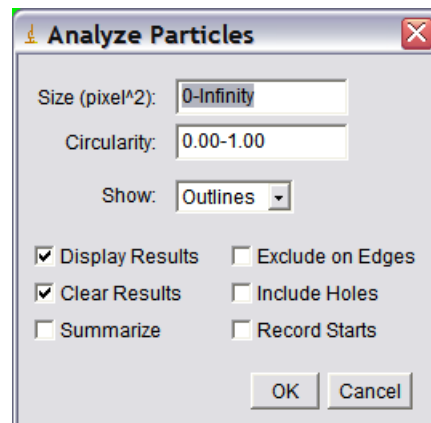 Analyze Particles
Size (pixel^2): 0-Infinity
Circularity: 0.00-1.00
Show: Outlines
Display Results Exclude on Edges
Clear Results Include Holes
Summarize Record Starts
OK Cancel